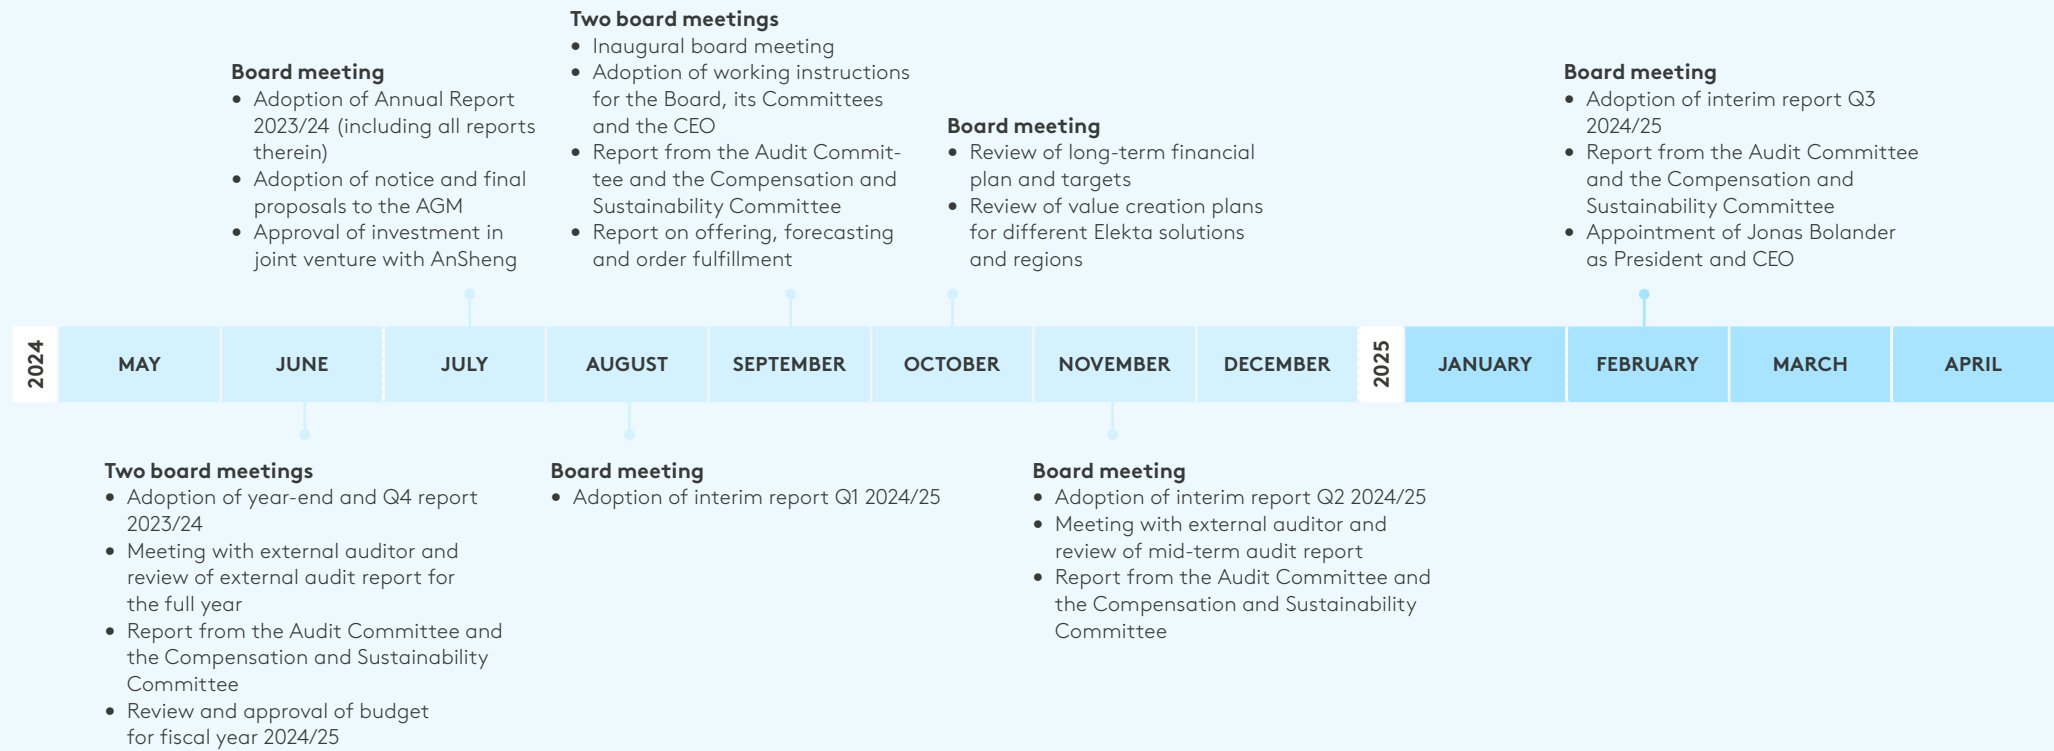 Two board meetings
• Inaugural board meeting
• Adoption of working instructions
for the Board, its Committees
and the CEO
• Report from the Audit Commit-
tee and the Compensation and
Sustainability Committee
• Report on offering, forecasting
and order fulfillment
Board meeting
• Adoption of Annual Report
2023/24 (including all reports
therein)
• Adoption of notice and final
proposals to the AGM
• Approval of investment in
joint venture with AnSheng
Board meeting
• Review of long-term financial
plan and targets
• Review of value creation plans
for different Elekta solutions
and regions
Board meeting
• Adoption of interim report Q3
2024/25
• Report from the Audit Committee
and the Compensation and
Sustainability Committee
• Appointment of Jonas Bolander
as President and CEO
2024
MAY
JUNE
JULY
AUGUST
SEPTEMBER
OCTOBER
NOVEMBER
DECEMBER
2025
JANUARY
FEBRUARY
MARCH
APRIL
Two board meetings
• Adoption of year-end and Q4 report
2023/24
• Meeting with external auditor and
review of external audit report for
the full year
• Report from the Audit Committee and
the Compensation and Sustainability
Committee
• Review and approval of budget
for fiscal year 2024/25
Board meeting
• Adoption of interim report Q1 2024/25
Board meeting
• Adoption of interim report Q2 2024/25
• Meeting with external auditor and
review of mid-term audit report
• Report from the Audit Committee and
the Compensation and Sustainability
Committee